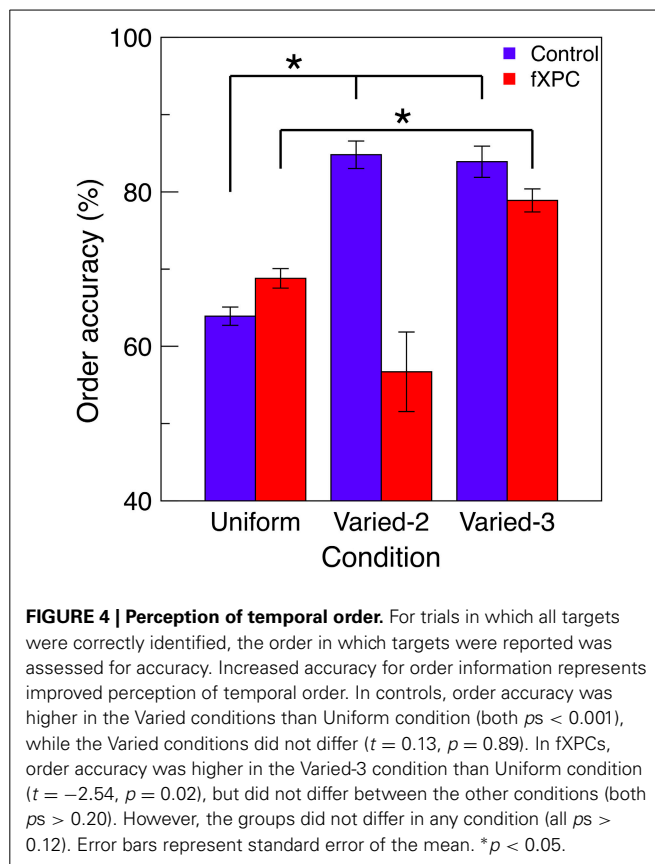 100
Control
fXPC
*
*
80
Order accuracy (%)
60
40
Uniform Varied-2 Varied-3
Condition
FIGURE 4 | Perception of temporal order. For trials in which all targets
were correctly identified, the order in which targets were reported was
assessed for accuracy. Increased accuracy for order information represents
improved perception of temporal order. In controls, order accuracy was
higher in the Varied conditions than Uniform condition (both ps < 0.001),
while the Varied conditions did not differ (t = 0.13, p = 0.89). In fXPCs,
order accuracy was higher in the Varied-3 condition than Uniform condition
(t = −2.54, p = 0.02), but did not differ between the other conditions (both
ps > 0.20). However, the groups did not differ in any condition (all ps >
0.12). Error bars represent standard error of the mean. *p < 0.05.